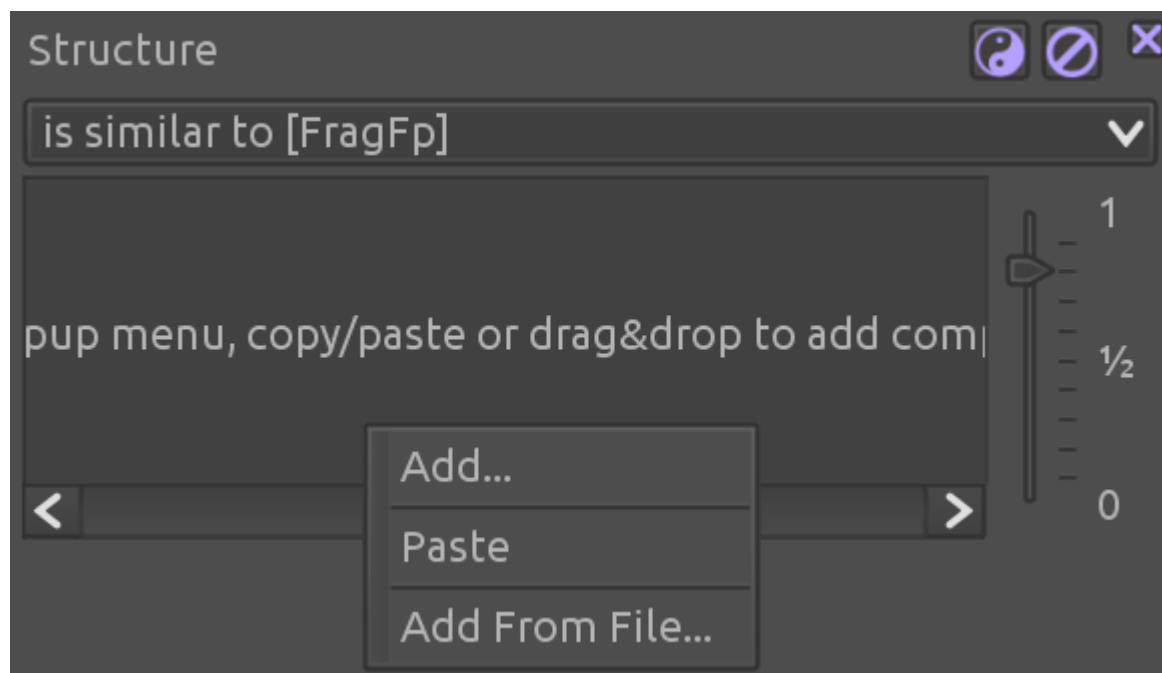 Structure
is similar to [FragFp]
1
pup menu, copy/paste or drag&drop to add com
½
Add...
0
Paste
Add From File...